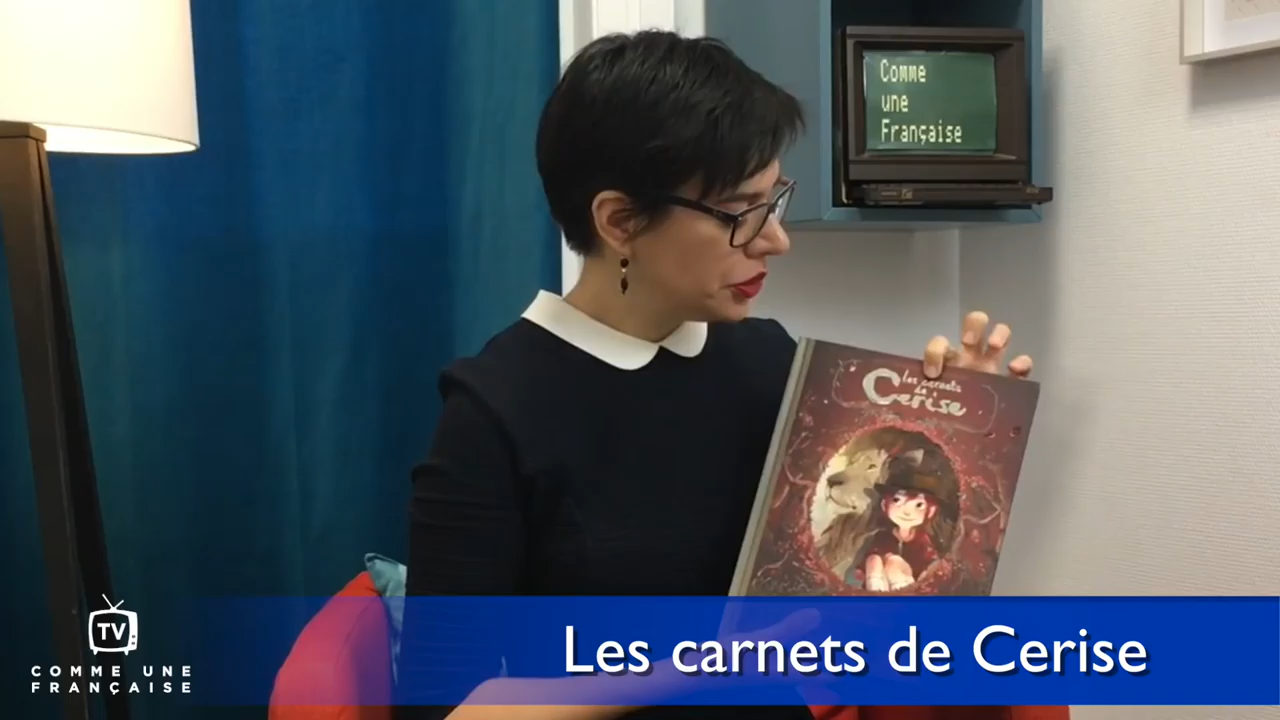 Comme
une
Française
les carnets
de
Cerise
Les carnets de Cerise
TV
COMME UNE
FRANÇAISE